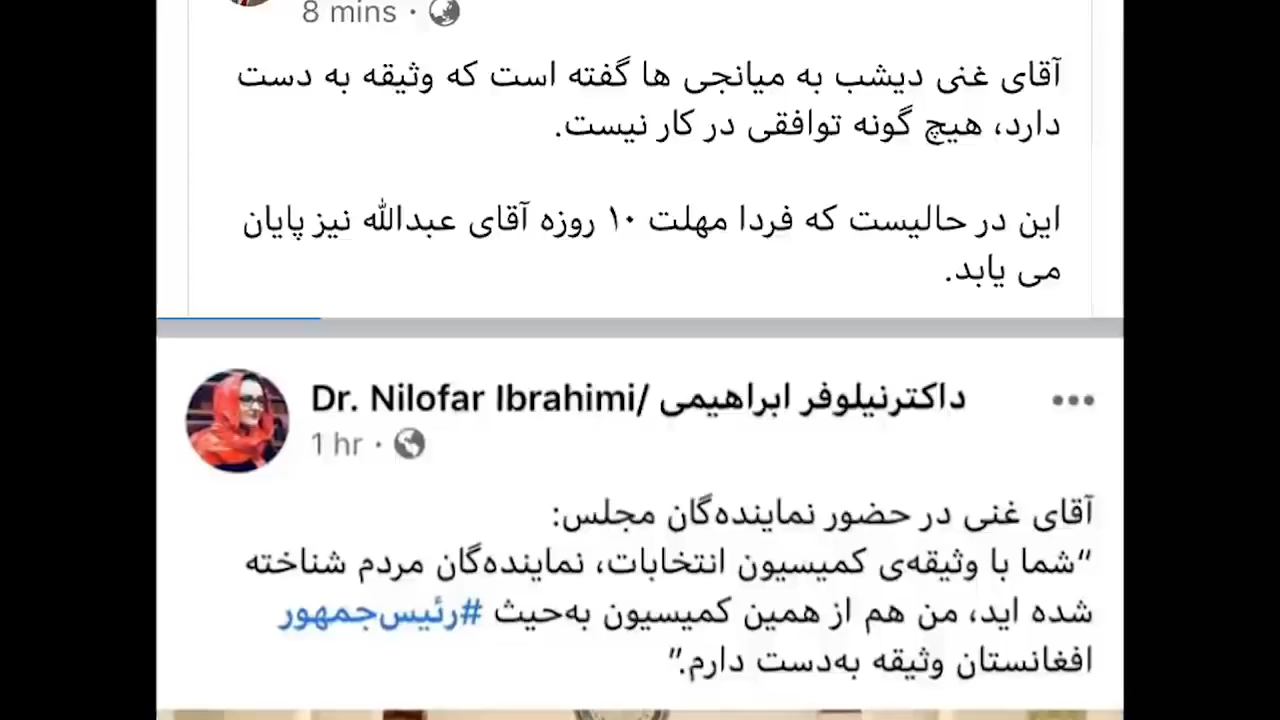 8 mins ·
آقای غنی دیشب به میانجی ها گفته است که وثیقه به دست
دارد، هیچ گونه توافقی در کار نیست.
این در حالیست که فردا مهلت ۱۰ روزه آقای عبدالله نیز پایان
می یابد.
Dr. Nilofar Ibrahimi/ داکترنیلوفر ابراهیمی
1 hr ·
آقای غنی در حضور نماینده‌گان مجلس:
“شما با وثیقه‌ی کمیسیون انتخابات، نماینده‌گان مردم شناخته
شده اید، من هم از همین کمیسیون به‌حیث #رئیس‌جمهور
افغانستان وثیقه به‌دست دارم.”